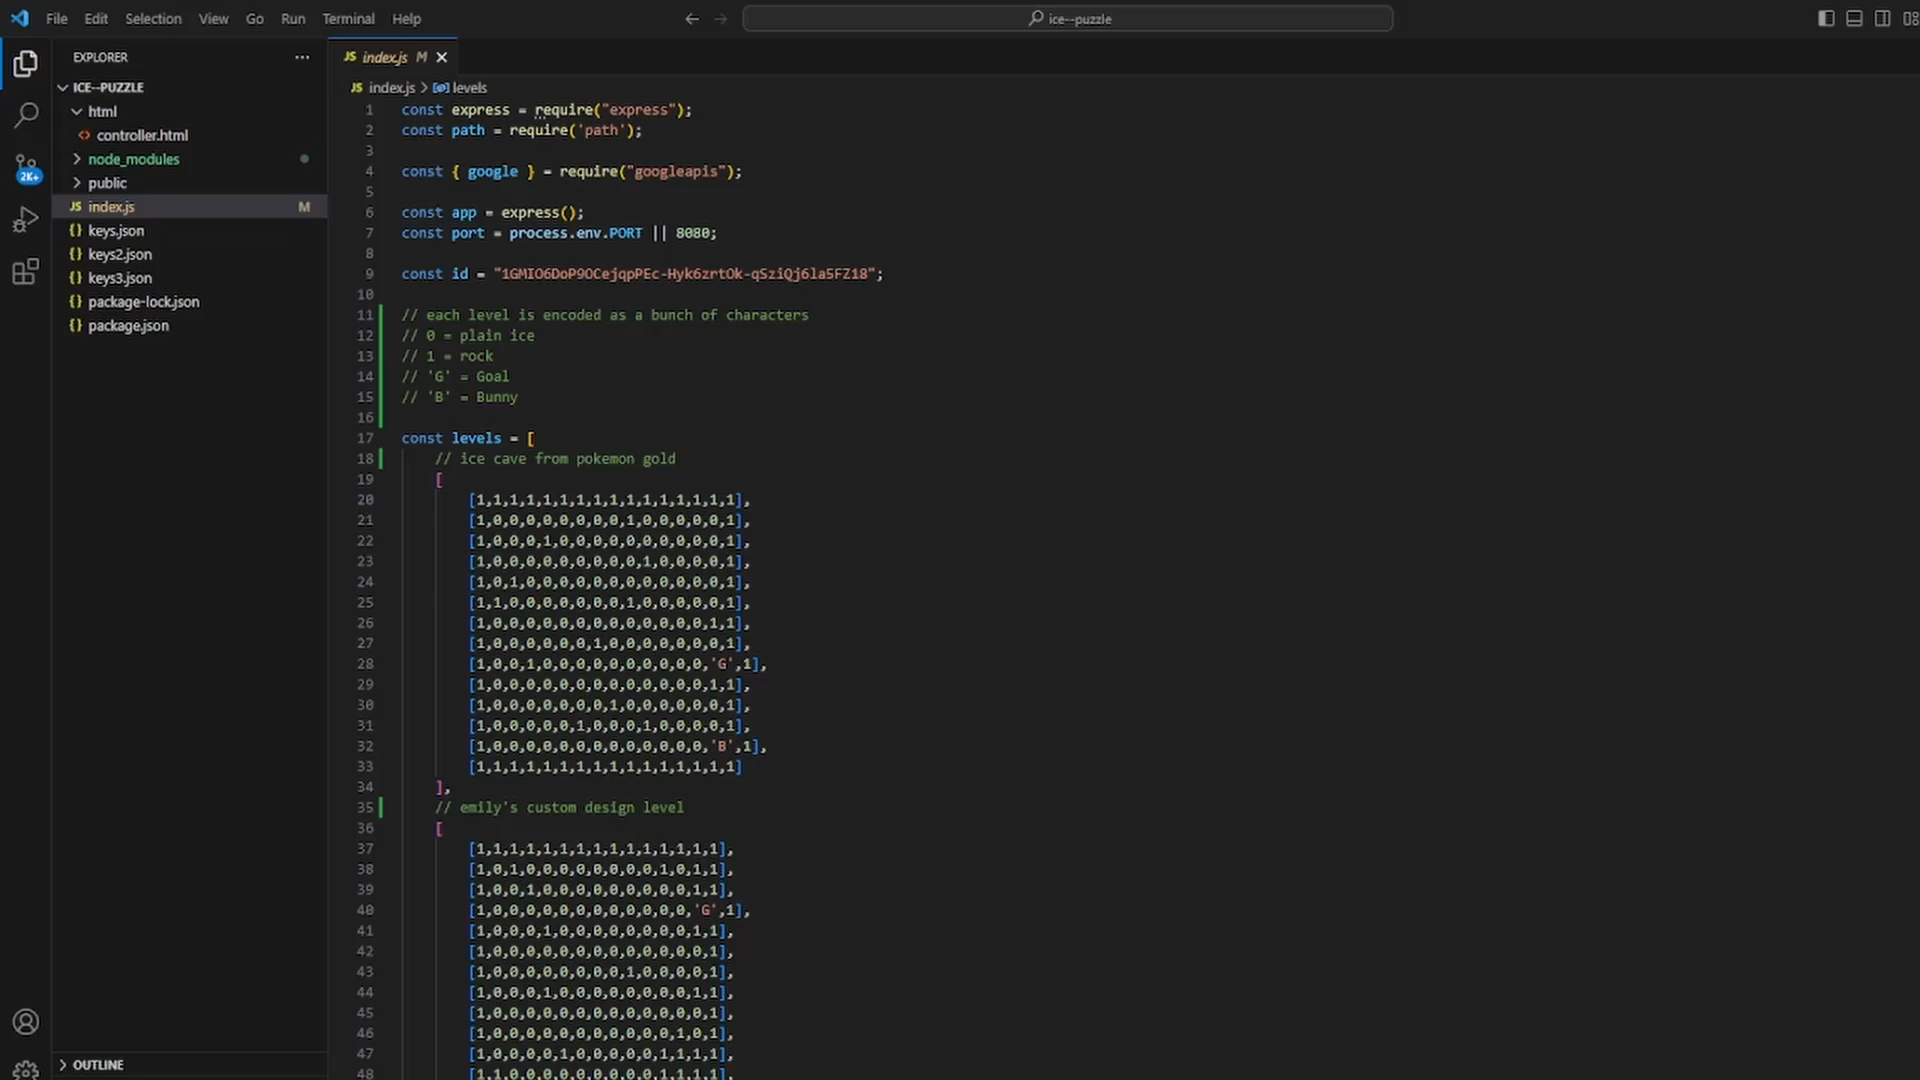 File Edit Selection View Go Run Terminal Help
ice--puzzle
EXPLORER
ICE--PUZZLE
html
controller.html
node_modules
public
index.js M
keys.json
keys2.json
keys3.json
package-lock.json
package.json
2K+
OUTLINE
JS index.js M
JS index.js > levels
1 const express = require("express");
2 const path = require('path');
3
4 const { google } = require("googleapis");
5
6 const app = express();
7 const port = process.env.PORT || 8080;
8
9 const id = "1GMIO6DoP9OCejqpPEc-Hyk6zrtOk-qSziQj6la5FZ18";
10
11 // each level is encoded as a bunch of characters
12 // 0 = plain ice
13 // 1 = rock
14 // 'G' = Goal
15 // 'B' = Bunny
16
17 const levels = [
18 // ice cave from pokemon gold
19 [
20 [1,1,1,1,1,1,1,1,1,1,1,1,1,1,1,1],
21 [1,0,0,0,0,0,0,0,0,1,0,0,0,0,0,1],
22 [1,0,0,0,1,0,0,0,0,0,0,0,0,0,0,1],
23 [1,0,0,0,0,0,0,0,0,0,1,0,0,0,0,1],
24 [1,0,1,0,0,0,0,0,0,0,0,0,0,0,0,1],
25 [1,1,0,0,0,0,0,0,0,1,0,0,0,0,0,1],
26 [1,0,0,0,0,0,0,0,0,0,0,0,0,0,1,1],
27 [1,0,0,0,0,0,0,1,0,0,0,0,0,0,0,1],
28 [1,0,0,1,0,0,0,0,0,0,0,0,0,0,'G',1],
29 [1,0,0,0,0,0,0,0,0,0,0,0,0,0,1,1],
30 [1,0,0,0,0,0,0,0,1,0,0,0,0,0,0,1],
31 [1,0,0,0,0,0,1,0,0,0,1,0,0,0,0,1],
32 [1,0,0,0,0,0,0,0,0,0,0,0,0,0,'B',1],
33 [1,1,1,1,1,1,1,1,1,1,1,1,1,1,1,1]
34 ],
35 // emily's custom design level
36 [
37 [1,1,1,1,1,1,1,1,1,1,1,1,1,1,1],
38 [1,0,1,0,0,0,0,0,0,0,0,1,0,1,1],
39 [1,0,0,1,0,0,0,0,0,0,0,0,0,1,1],
40 [1,0,0,0,0,0,0,0,0,0,0,0,0,'G',1],
41 [1,0,0,0,1,0,0,0,0,0,0,0,0,1,1],
42 [1,0,0,0,0,0,0,0,0,0,0,0,0,0,1],
43 [1,0,0,0,0,0,0,0,0,1,0,0,0,0,1],
44 [1,0,0,0,1,0,0,0,0,0,0,0,0,1,1],
45 [1,0,0,0,0,0,0,0,0,0,0,0,0,0,1],
46 [1,0,0,0,0,0,0,0,0,0,0,0,1,0,1],
47 [1,0,0,0,0,1,0,0,0,0,0,1,1,1,1],
48 [1,1,0,0,0,0,0,0,0,0,0,1,1,1,1],